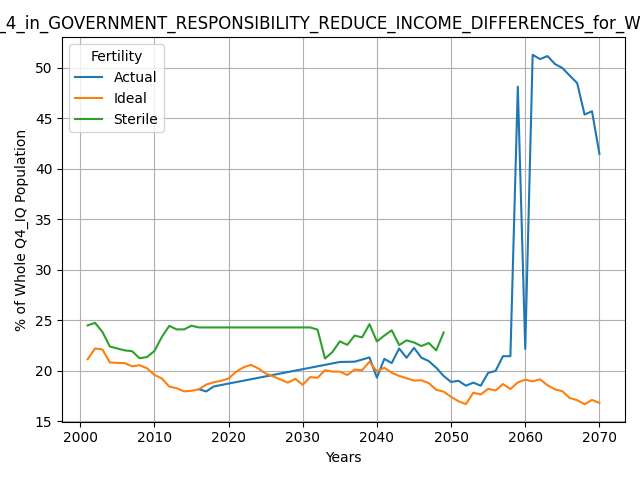 _4_in_GOVERNMENT_RESPONSIBILITY_REDUCE_INCOME_DIFFERENCES_for_W
Fertility
Actual
Ideal
Sterile
% of Whole Q4_IQ Population
50
45
40
35
30
25
20
15
2000 2010 2020 2030 2040 2050 2060 2070
Years